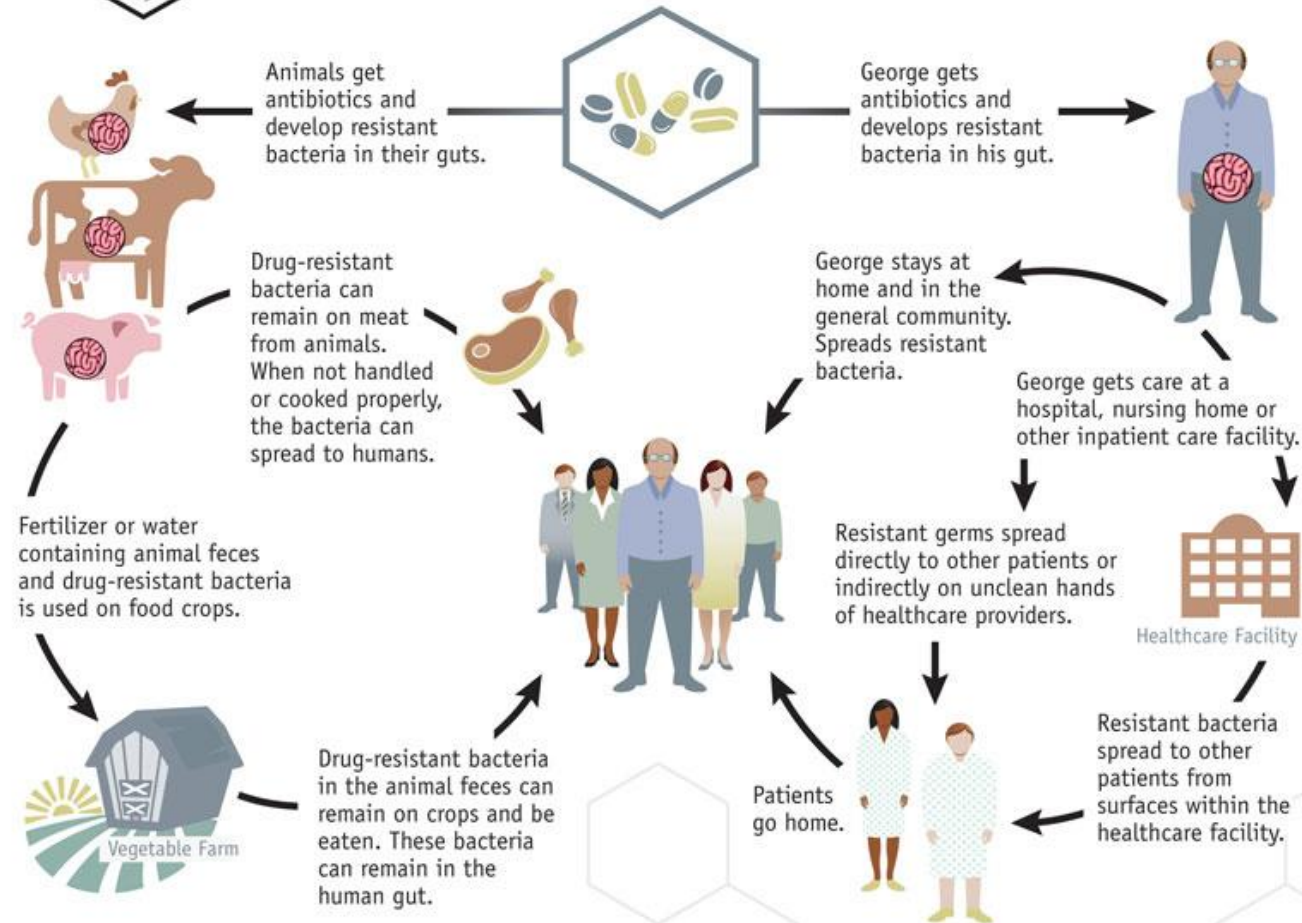 Animals get
antibiotics and
develop resistant
bacteria in their guts.
George gets
antibiotics and
develops resistant
bacteria in his gut.
Drug-resistant
bacteria can
remain on meat
from animals.
When not handled
or cooked properly,
the bacteria can
spread to humans.
George stays at
home and in the
general community.
Spreads resistant
bacteria.
George gets care at a
hospital, nursing home or
other inpatient care facility.
Fertilizer or water
containing animal feces
and drug-resistant bacteria
is used on food crops.
Resistant germs spread
directly to other patients or
indirectly on unclean hands
of healthcare providers.
Healthcare Facility
Vegetable Farm
Drug-resistant bacteria
in the animal feces can
remain on crops and be
eaten. These bacteria
can remain in the
human gut.
Patients
go home.
Resistant bacteria
spread to other
patients from
surfaces within the
healthcare facility.